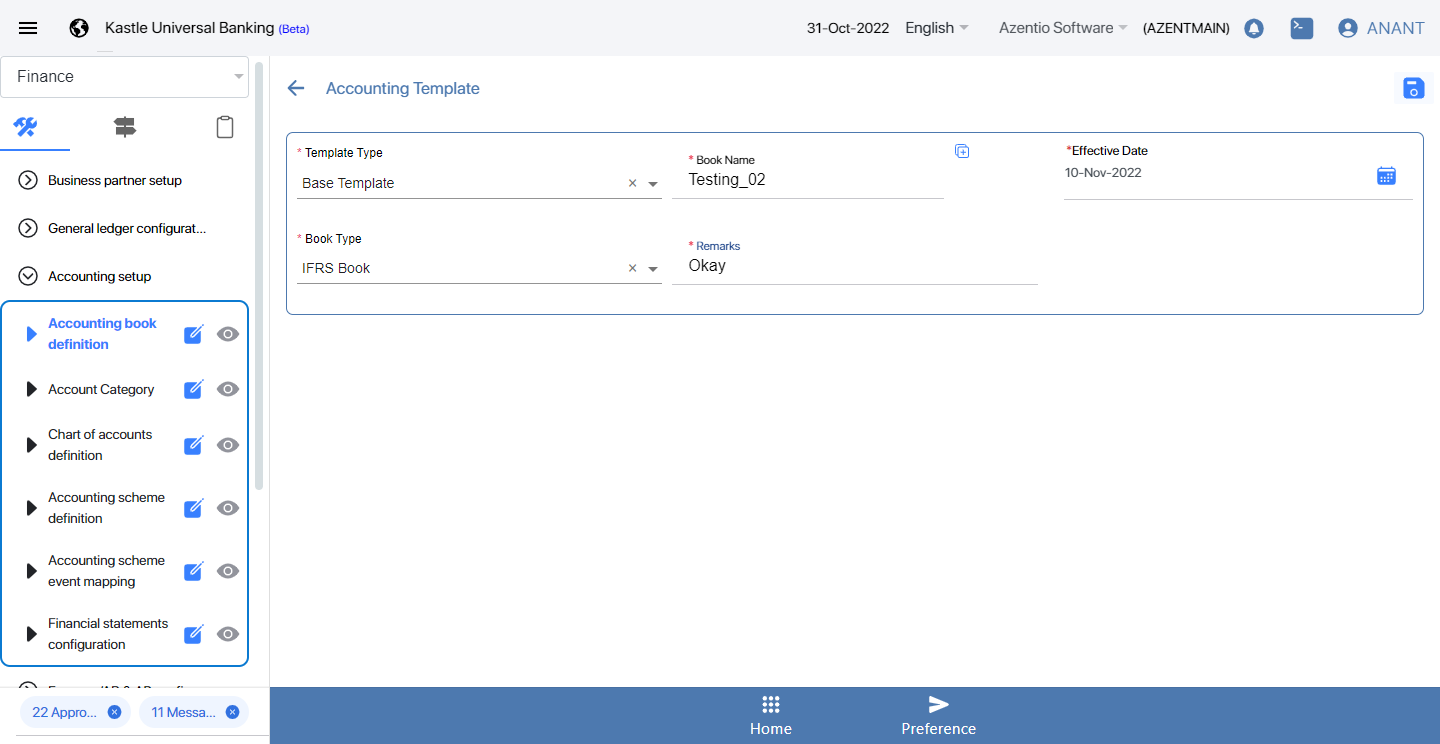 Kastle Universal Banking (Beta)
31-Oct-2022
English
Azentio Software
(AZENTMAIN)
ANANT
Finance
Business partner setup
General ledger configurat...
Accounting setup
Accounting book
definition
Account Category
Chart of accounts
definition
Accounting scheme
definition
Accounting scheme
event mapping
Financial statements
configuration
22 Appro...
11 Messa...
Accounting Template
* Template Type
Base Template
* Book Name
Testing_02
*Effective Date
10-Nov-2022
* Book Type
IFRS Book
* Remarks
Okay
Home
Preference